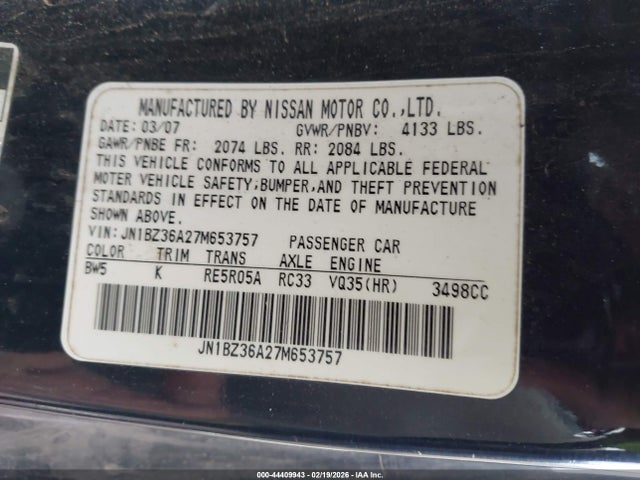 MANUFACTURED BY NISSAN MOTOR CO.,LTD.
DATE: 03/07 GVWR/PNBV: 4133 LBS.
GAWR/PNBE FR: 2074 LBS. RR: 2084 LBS.
THIS VEHICLE CONFORMS TO ALL APPLICABLE FEDERAL
MOTOR VEHICLE SAFETY,BUMPER,AND THEFT PREVENTION
STANDARDS IN EFFECT ON THE DATE OF MANUFACTURE
SHOWN ABOVE.
VIN:JN1BZ36A27M653757 PASSENGER CAR
COLOR TRIM TRANS AXLE ENGINE
BW5 K RE5R05A RC33 VQ35(HR) 3498CC
JN1BZ36A27M653757
000-44409943 - 02/19/2026 - IAA Inc.